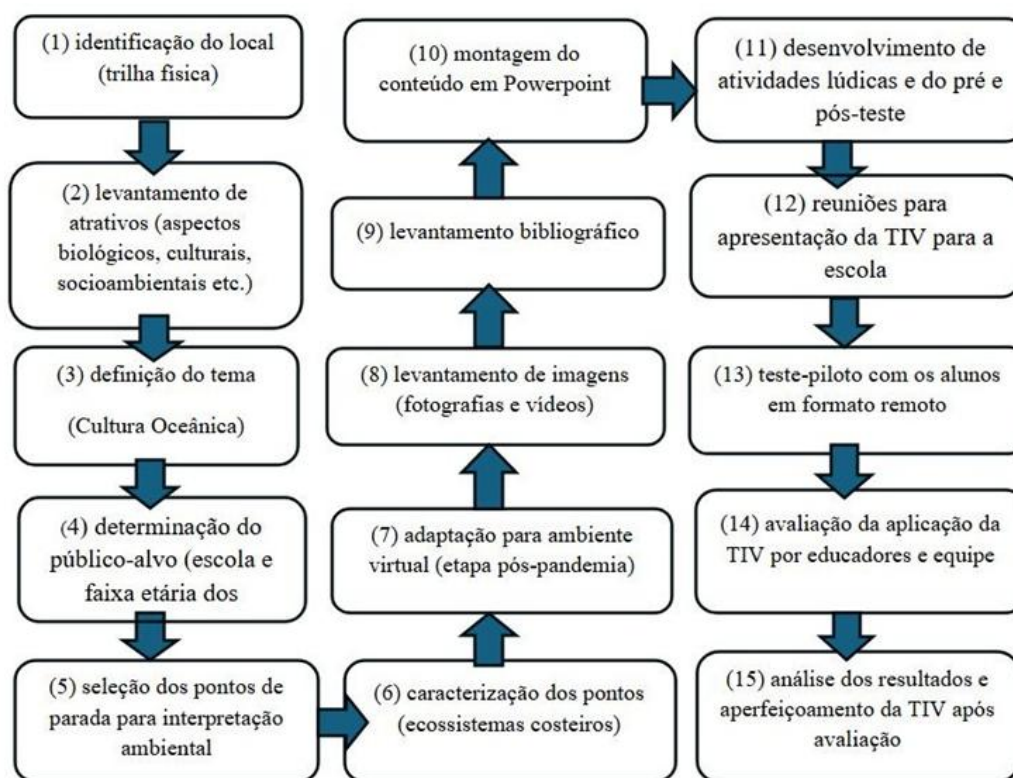 (1) identificação do local
(trilha física)
(2) levantamento de
atrativos (aspectos
biológicos, culturais,
socioambientais etc.)
(3) definição do tema
(Cultura Oceânica)
(4) determinação do
público-alvo (escola e
faixa etária dos
(5) seleção dos pontos de
parada para interpretação
ambiental
(6) caracterização dos pontos
(ecossistemas costeiros)
(7) adaptação para ambiente
virtual (etapa pós-pandemia)
(8) levantamento de imagens
(fotografias e vídeos)
(9) levantamento bibliográfico
(10) montagem do
conteúdo em Powerpoint
(11) desenvolvimento de
atividades lúdicas e do pré e
pós-teste
(12) reuniões para
apresentação da TIV para a
escola
(13) teste-piloto com os alunos
em formato remoto
(14) avaliação da aplicação da
TIV por educadores e equipe
(15) análise dos resultados e
aperfeiçoamento da TIV após
avaliação